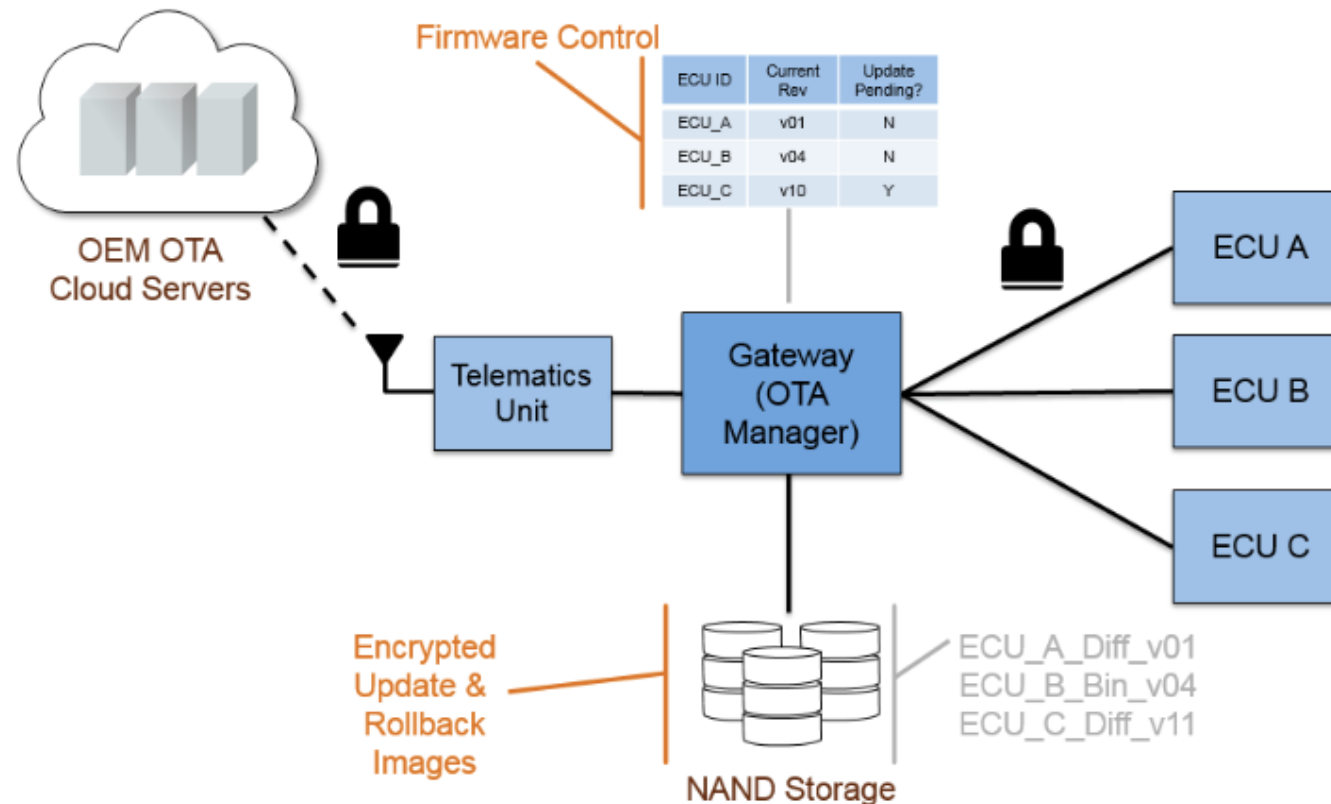 Firmware Control
ECU ID Current Rev Update Pending?
ECU_A v01 N
ECU_B v04 N
ECU_C v10 Y
OEM OTA
Cloud Servers
Telematics
Unit
Gateway
(OTA
Manager)
ECU A
ECU B
ECU C
Encrypted
Update &
Rollback
Images
ECU_A_Diff_v01
ECU_B_Bin_v04
ECU_C_Diff_v11
NAND Storage